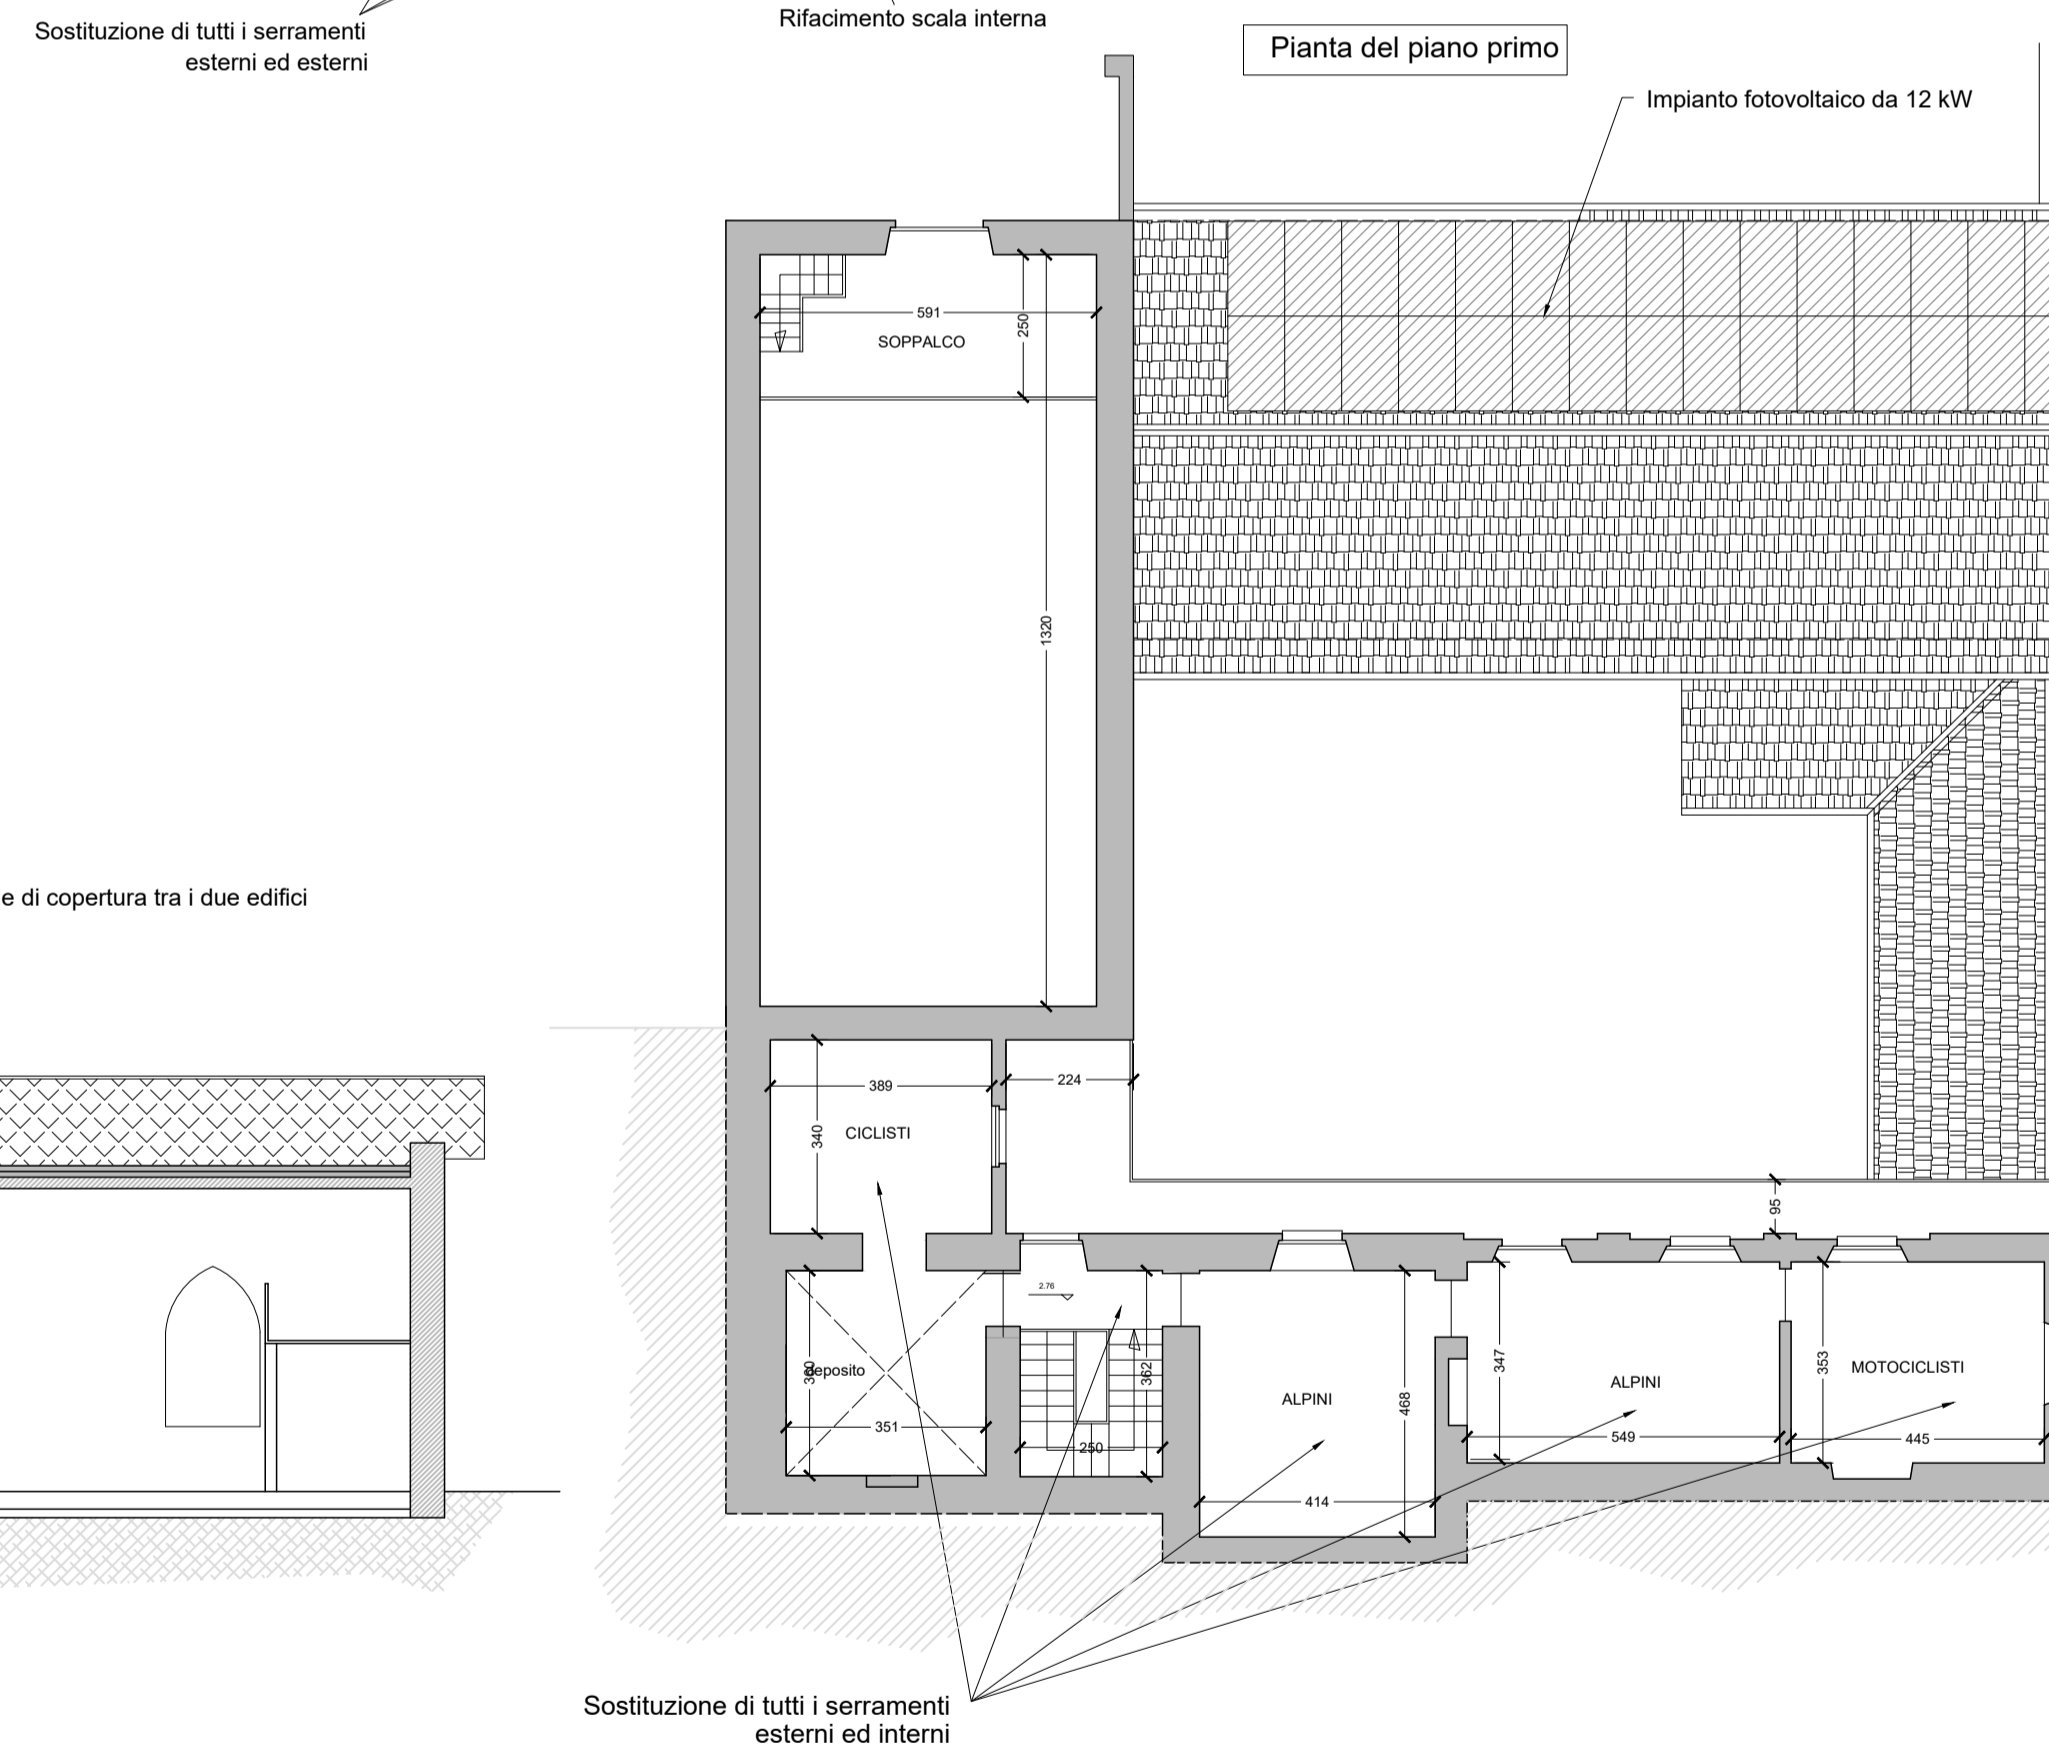 Sostituzione di tutti i serramenti
esterni ed esterni
Rifacimento scala interna
Pianta del piano primo
Impianto fotovoltaico da 12 kW
591
250
SOPPALCO
1320
e di copertura tra i due edifici
389
224
340
CICLISTI
95
2.76
360
deposito
362
351
250
ALPINI
468
414
347
ALPINI
549
353
MOTOCICLISTI
445
Sostituzione di tutti i serramenti
esterni ed interni